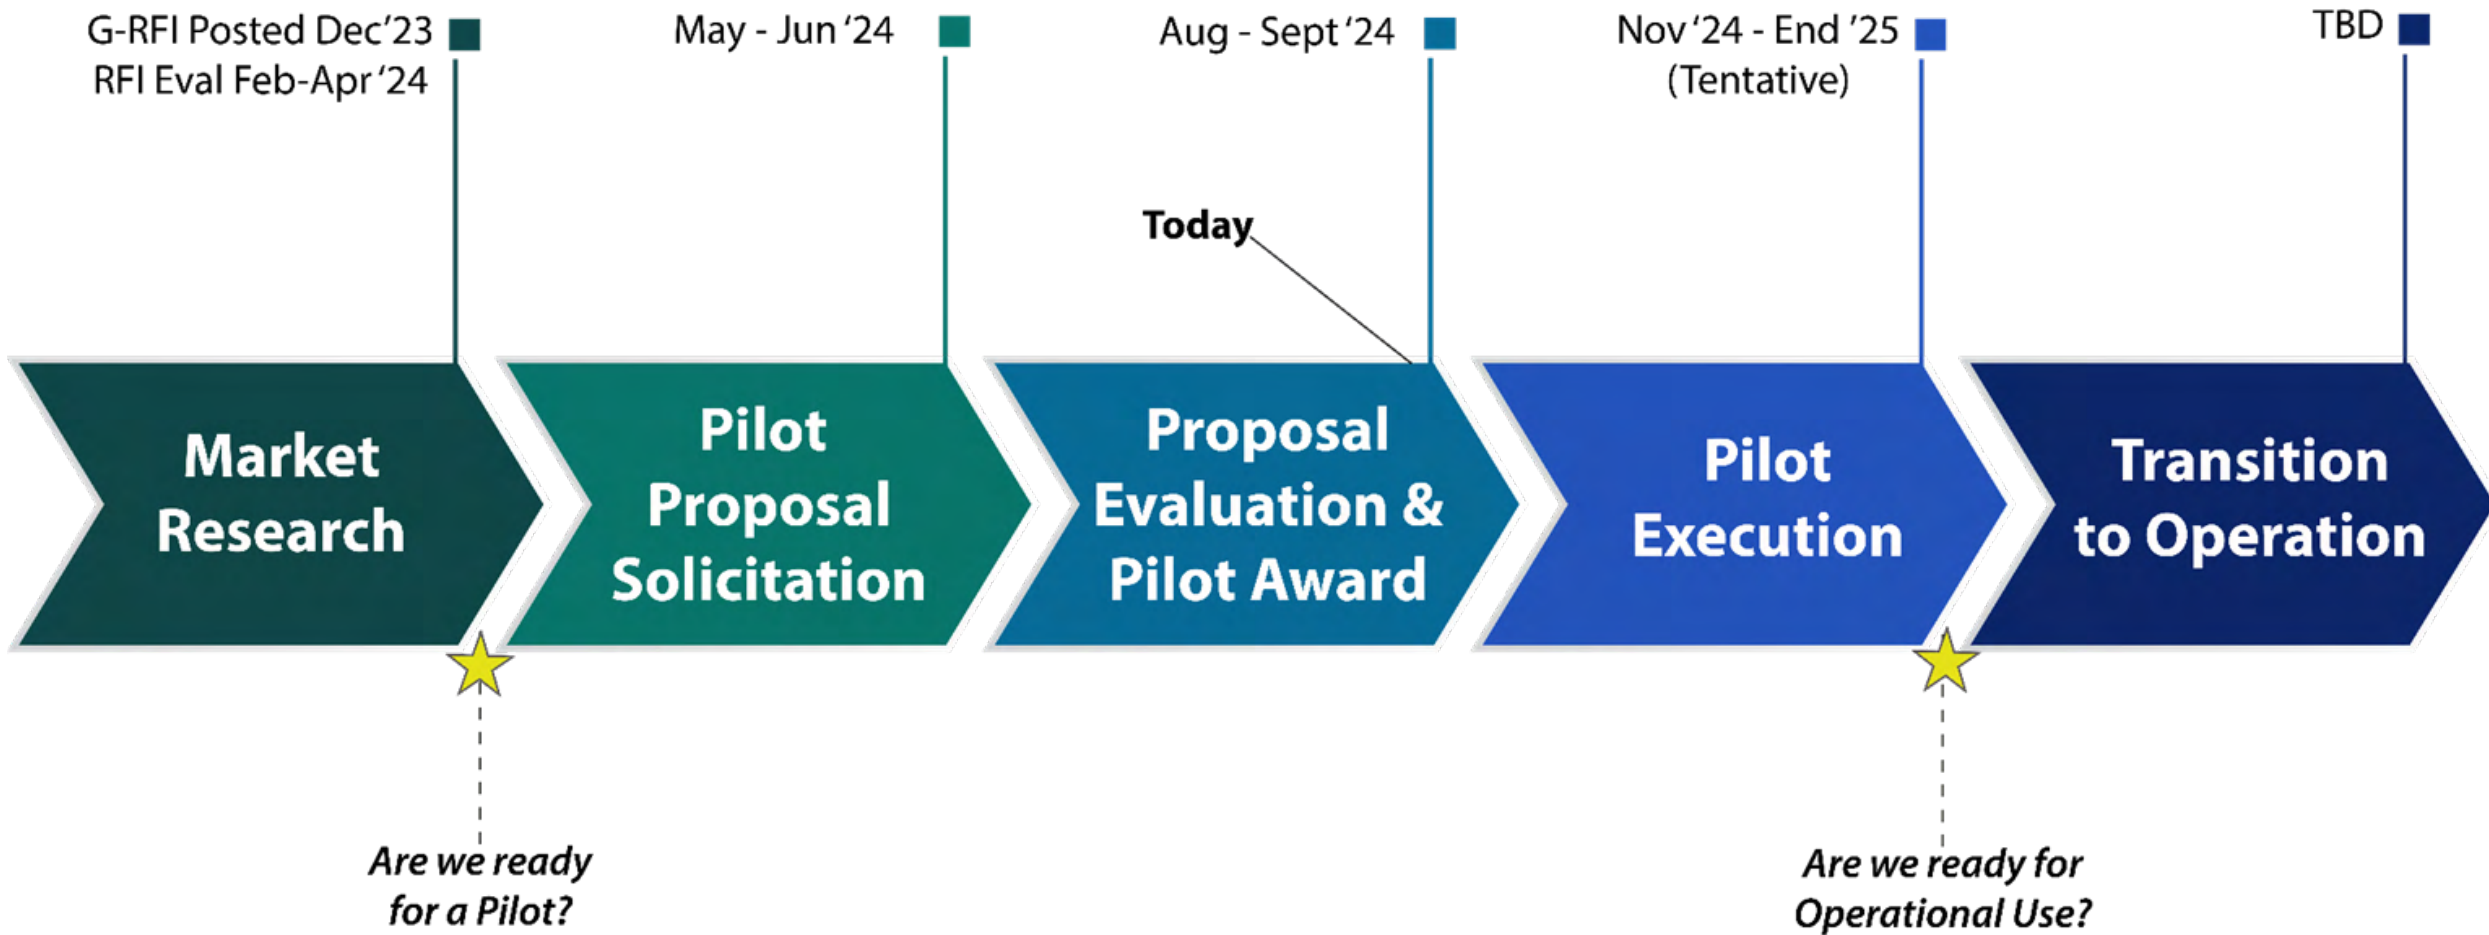 G-RFI Posted Dec’23
RFI Eval Feb-Apr ‘24
May - Jun ‘24
Aug - Sept ‘24
Nov ‘24 - End ’25
(Tentative)
TBD
Today
Market
Research
Pilot
Proposal
Solicitation
Proposal
Evaluation &
Pilot Award
Pilot
Execution
Transition
to Operation
Are we ready
for a Pilot?
Are we ready for
Operational Use?